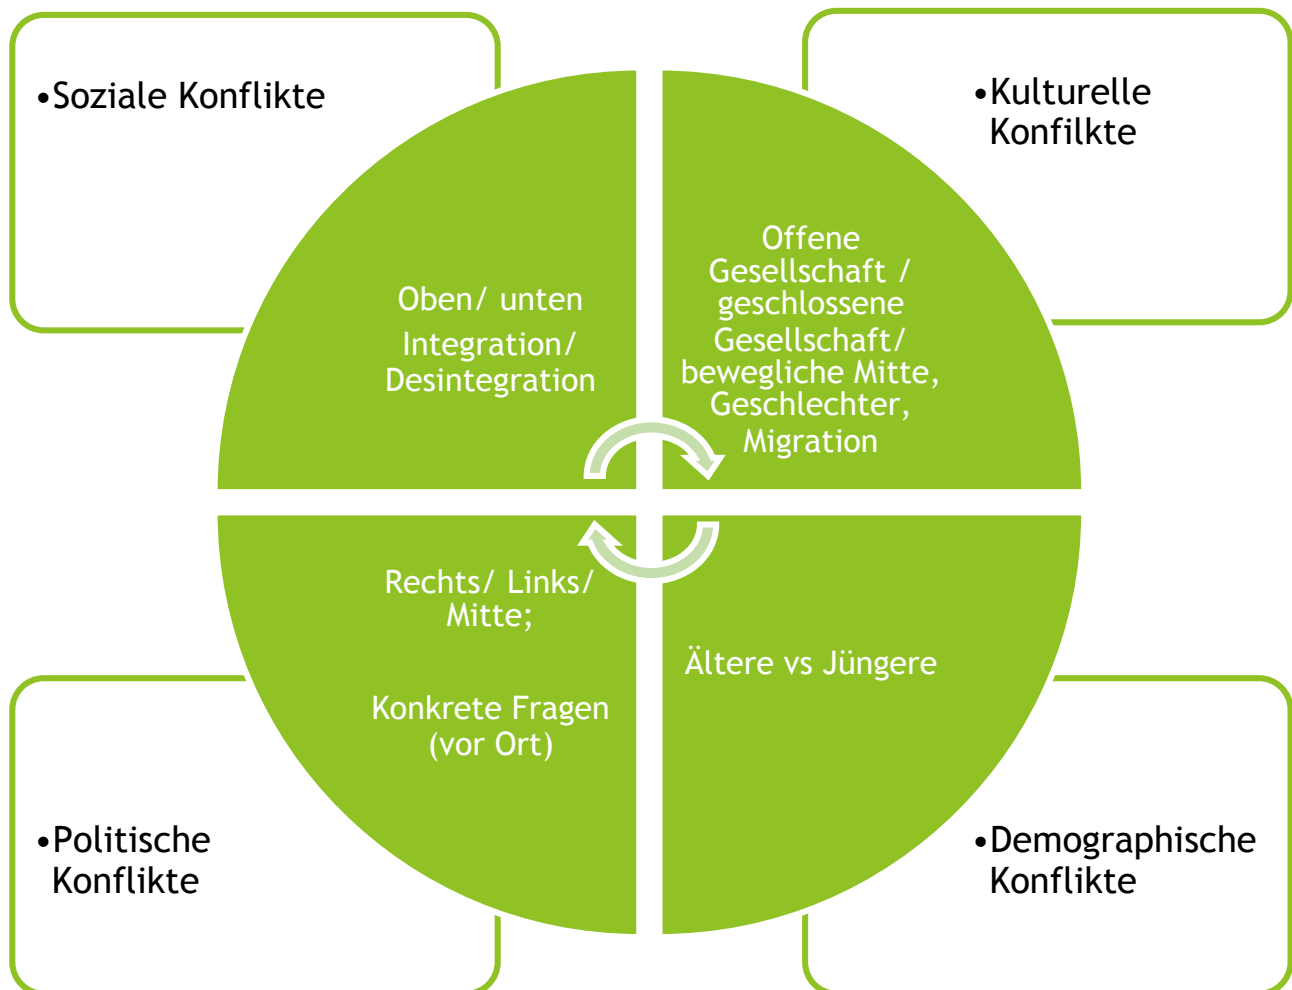 •Soziale Konflikte
Oben/ unten
Integration/
Desintegration
•Kulturelle
Konfilkte
Offene
Gesellschaft /
geschlossene
Gesellschaft/
bewegliche Mitte,
Geschlechter,
Migration
Rechts/ Links/
Mitte;
Konkrete Fragen
(vor Ort)
•Politische
Konflikte
Ältere vs Jüngere
•Demographische
Konflikte